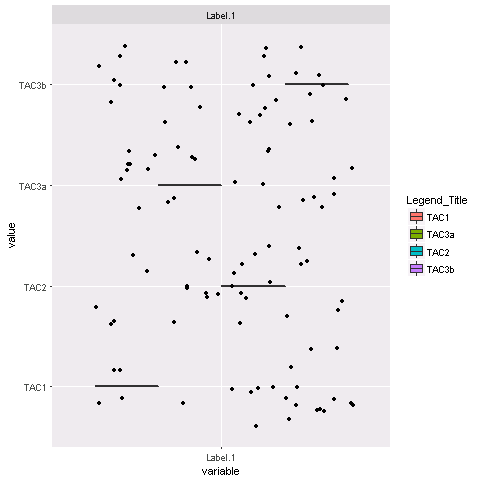 Label.1
TAC3b
TAC3a
TAC2
TAC1
value
Label.1
variable
Legend_Title
TAC1
TAC3a
TAC2
TAC3b